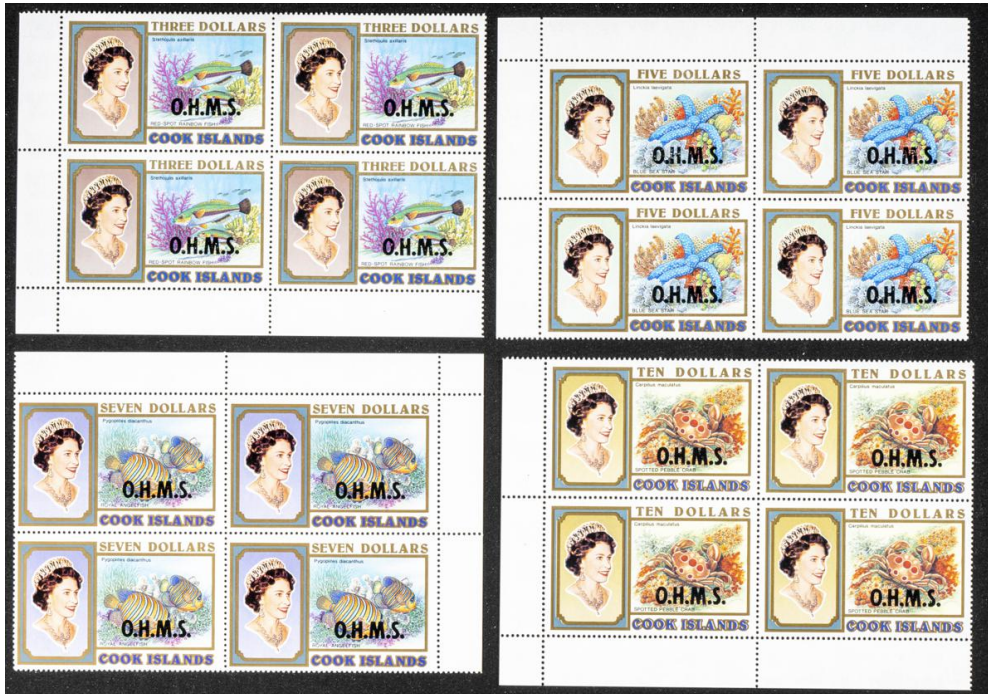 THREE DOLLARS
Stethojulis axillaris
O.H.M.S.
RED-SPOT RAINBOW FISH
COOK ISLANDS
THREE DOLLARS
Stethojulis axillaris
O.H.M.S.
RED-SPOT RAINBOW FISH
COOK ISLANDS
THREE DOLLARS
Stethojulis axillaris
O.H.M.S.
RED-SPOT RAINBOW FISH
COOK ISLANDS
THREE DOLLARS
Stethojulis axillaris
O.H.M.S.
RED-SPOT RAINBOW FISH
COOK ISLANDS
FIVE DOLLARS
Linckia laevigata
O.H.M.S.
BLUE SEA STAR
COOK ISLANDS
FIVE DOLLARS
Linckia laevigata
O.H.M.S.
BLUE SEA STAR
COOK ISLANDS
FIVE DOLLARS
Linckia laevigata
O.H.M.S.
BLUE SEA STAR
COOK ISLANDS
FIVE DOLLARS
Linckia laevigata
O.H.M.S.
BLUE SEA STAR
COOK ISLANDS
SEVEN DOLLARS
Pygoplites diacanthus
O.H.M.S.
ROYAL ANGELFISH
COOK ISLANDS
SEVEN DOLLARS
Pygoplites diacanthus
O.H.M.S.
ROYAL ANGELFISH
COOK ISLANDS
SEVEN DOLLARS
Pygoplites diacanthus
O.H.M.S.
ROYAL ANGELFISH
COOK ISLANDS
SEVEN DOLLARS
Pygoplites diacanthus
O.H.M.S.
ROYAL ANGELFISH
COOK ISLANDS
TEN DOLLARS
Carpilius maculatus
O.H.M.S.
SPOTTED PEBBLE CRAB
COOK ISLANDS
TEN DOLLARS
Carpilius maculatus
O.H.M.S.
SPOTTED PEBBLE CRAB
COOK ISLANDS
TEN DOLLARS
Carpilius maculatus
O.H.M.S.
SPOTTED PEBBLE CRAB
COOK ISLANDS
TEN DOLLARS
Carpilius maculatus
O.H.M.S.
SPOTTED PEBBLE CRAB
COOK ISLANDS